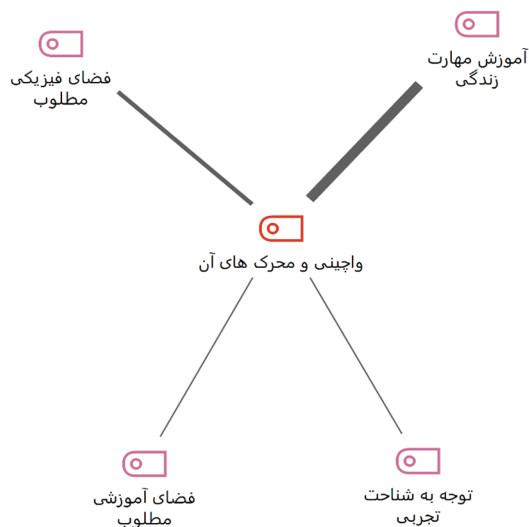 آموزش مهارت
زندگی
فضای فیزیکی
مطلوب
واچینی و محرک های آن
توجه به شناخت
تجربی
فضای آموزشی
مطلوب